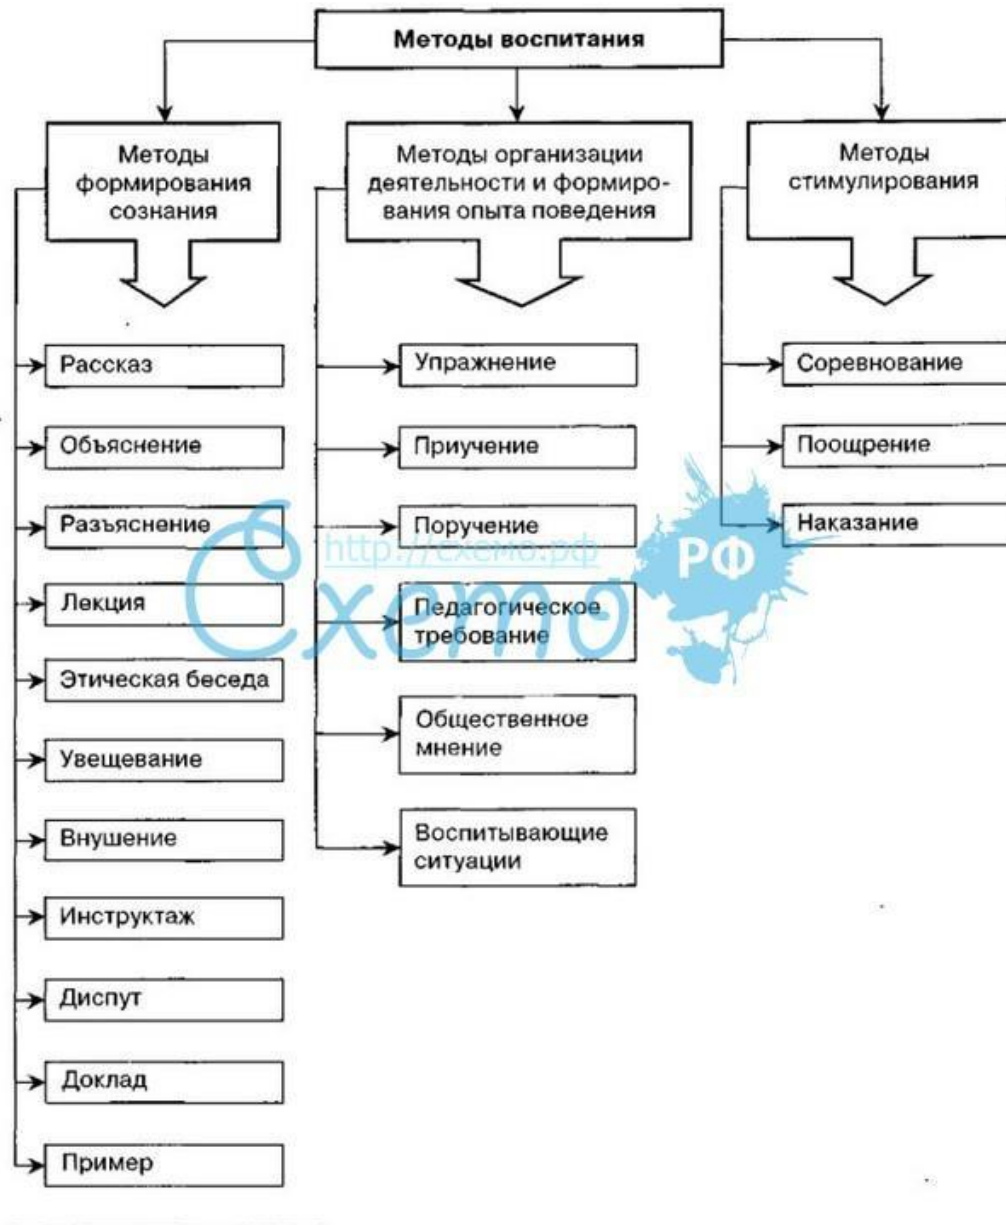 Методы воспитания
Методы
формирования
сознания
Рассказ
Объяснение
Разъяснение
Лекция
Этическая беседа
Увещевание
Внушение
Инструктаж
Диспут
Доклад
Пример
Методы организации
деятельности и формиро-
вания опыта поведения
Упражнение
Приучение
Поручение
Педагогическое
требование
Общественное
мнение
Воспитывающие
ситуации
Методы
стимулирования
Соревнование
Поощрение
Наказание
http://схемо.рф
Схемо
РФ